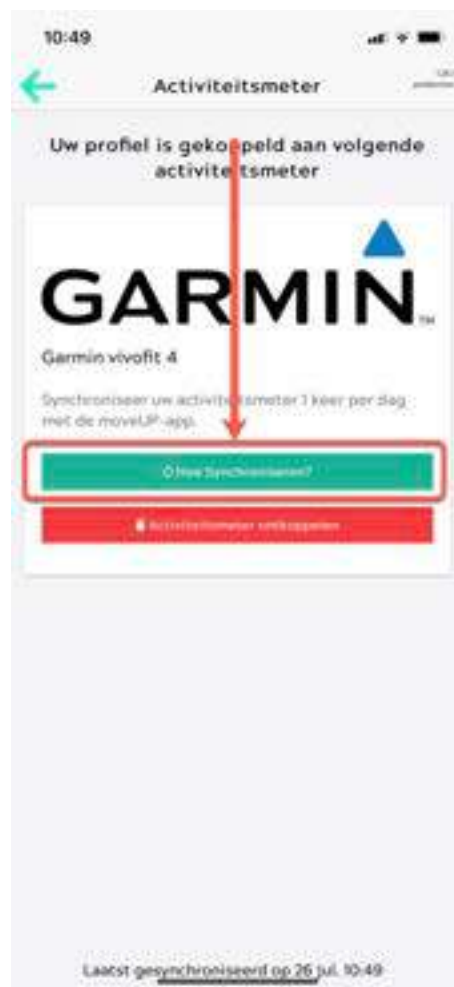 10:49
Activiteitsmeter
Uw profiel is gekoppeld aan volgende
activiteitsmeter
GARMIN™
Garmin vivofit 4
Synchroniseer uw activiteitsmeter 1 keer per dag
met de moveUP-app.
Hoe Synchroniseren?
Activiteitsmeter ontkoppelen
Laatst gesynchroniseerd op 26 jul. 10:49